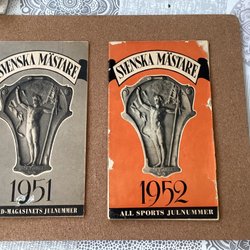 SVENSKA MÄSTARE
1951
D-MAGASINETS JULNUMMER
SVENSKA MÄSTARE
1952
ALL SPORTS JULNUMMER